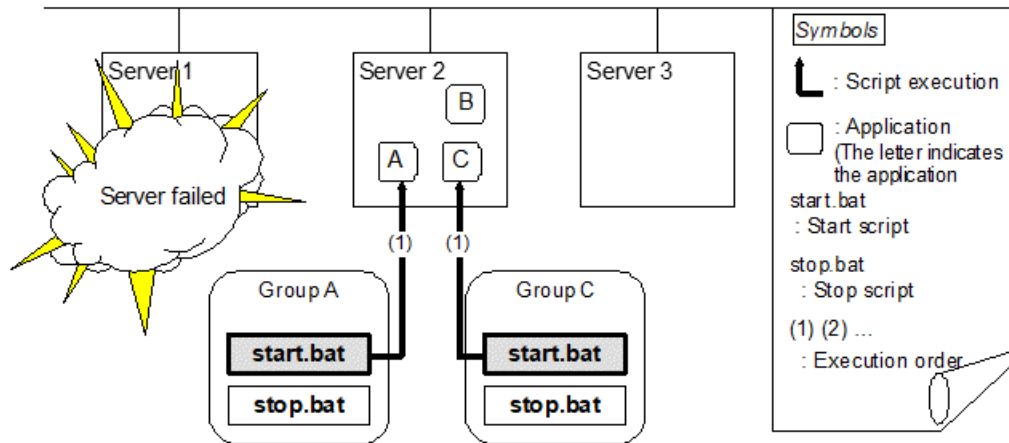 Server 1
Server failed
Server 2
B
A
C
Server 3
(1)
(1)
Group A
start.bat
stop.bat
Group C
start.bat
stop.bat
Symbols
: Script execution
: Application
(The letter indicates
the application
start.bat
: Start script
stop.bat
: Stop script
(1) (2) ...
: Execution order